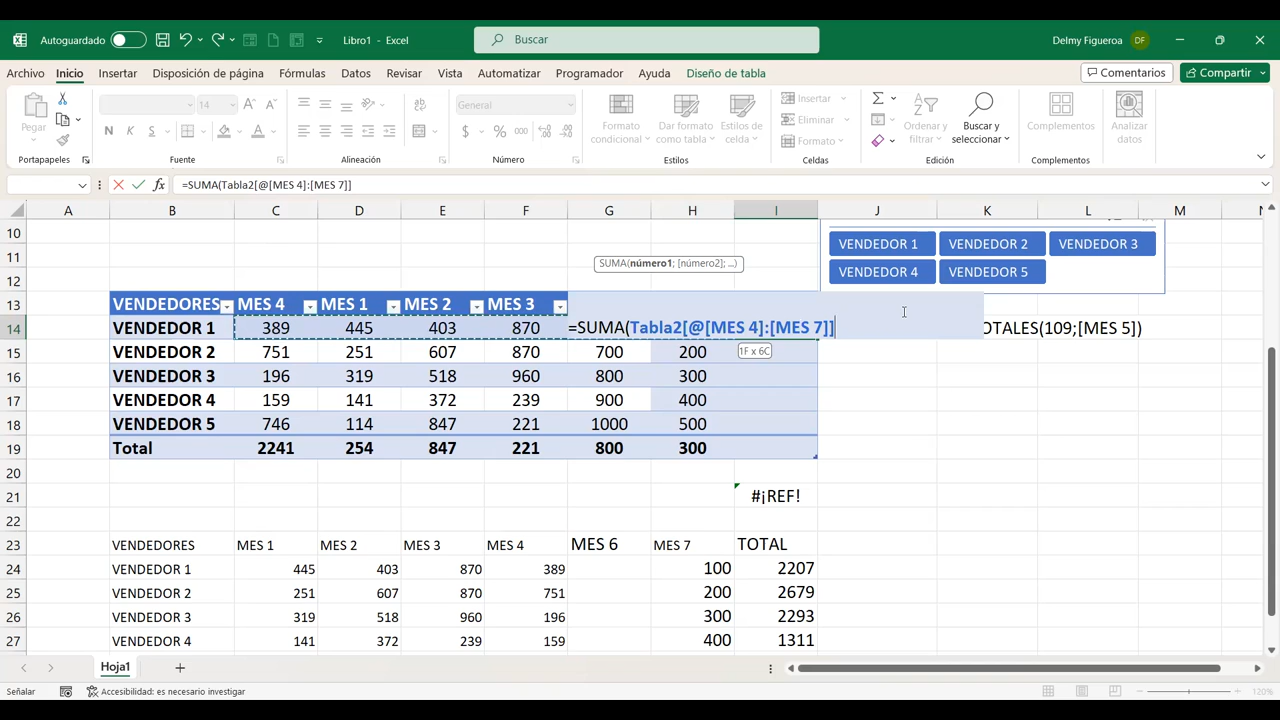 Autoguardado
Libro1 - Excel
Buscar
Delmy Figueroa DF
Archivo Inicio Insertar Disposición de página Fórmulas Datos Revisar Vista Automatizar Programador Ayuda Diseño de tabla
Comentarios Compartir
Pegar
14
N K S
General
$ % 000
Formato condicional
Dar formato como tabla
Estilos de celda
Insertar
Eliminar
Formato
Ordenar y filtrar
Buscar y seleccionar
Complementos
Analizar datos
Portapapeles Fuente Alineación Número Estilos Celdas Edición Complementos
fx =SUMA(Tabla2[@[MES 4]:[MES 7]]
A B C D E F G H I J K L M N
10 VENDEDOR 1 VENDEDOR 2 VENDEDOR 3
11 SUMA(número1; [número2]; ...)
12 VENDEDOR 4 VENDEDOR 5
13 VENDEDORES MES 4 MES 1 MES 2 MES 3
14 VENDEDOR 1 389 445 403 870 =SUMA(Tabla2[@[MES 4]:[MES 7]] OTALES(109;[MES 5])
15 VENDEDOR 2 751 251 607 870 700 200 1F x 6C
16 VENDEDOR 3 196 319 518 960 800 300
17 VENDEDOR 4 159 141 372 239 900 400
18 VENDEDOR 5 746 114 847 221 1000 500
19 Total 2241 254 847 221 800 300
20
21 #¡REF!
22
23 VENDEDORES MES 1 MES 2 MES 3 MES 4 MES 6 MES 7 TOTAL
24 VENDEDOR 1 445 403 870 389 100 2207
25 VENDEDOR 2 251 607 870 751 200 2679
26 VENDEDOR 3 319 518 960 196 300 2293
27 VENDEDOR 4 141 372 239 159 400 1311
Hoja1
Señalar Accesibilidad: es necesario investigar 120%